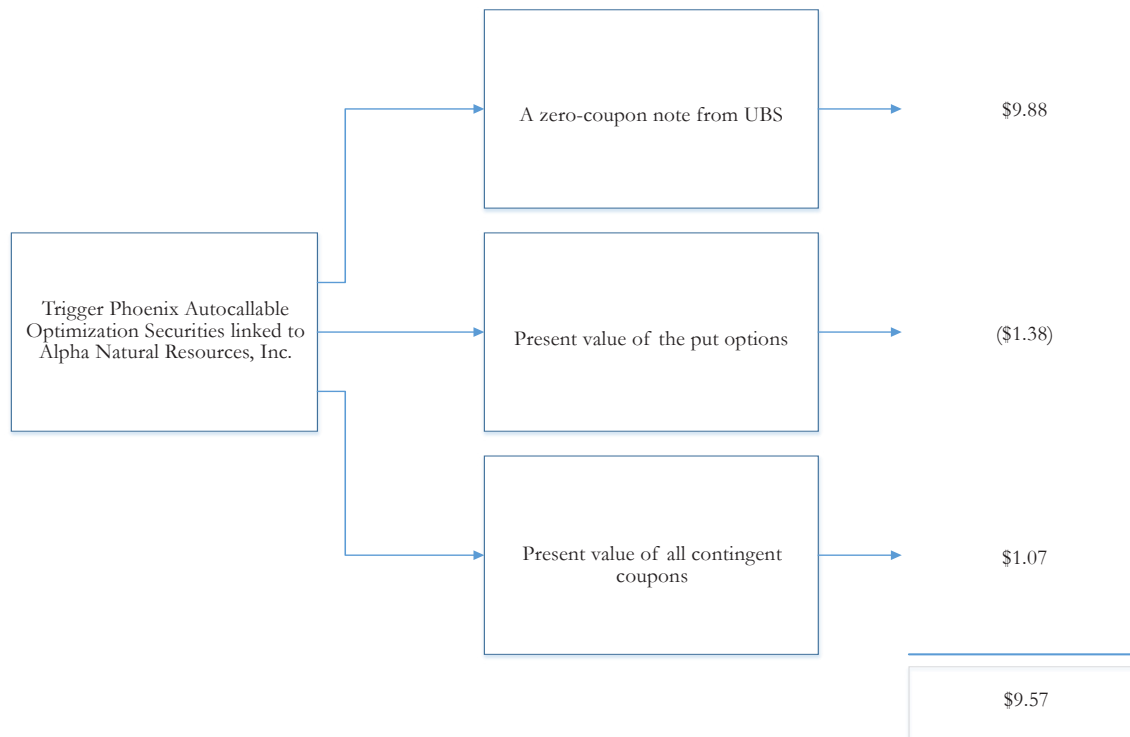 A zero-coupon note from UBS
$9.88
Trigger Phoenix Autocallable
Optimization Securities linked to
Alpha Natural Resources, Inc.
Present value of the put options
($1.38)
Present value of all contingent
coupons
$1.07
$9.57